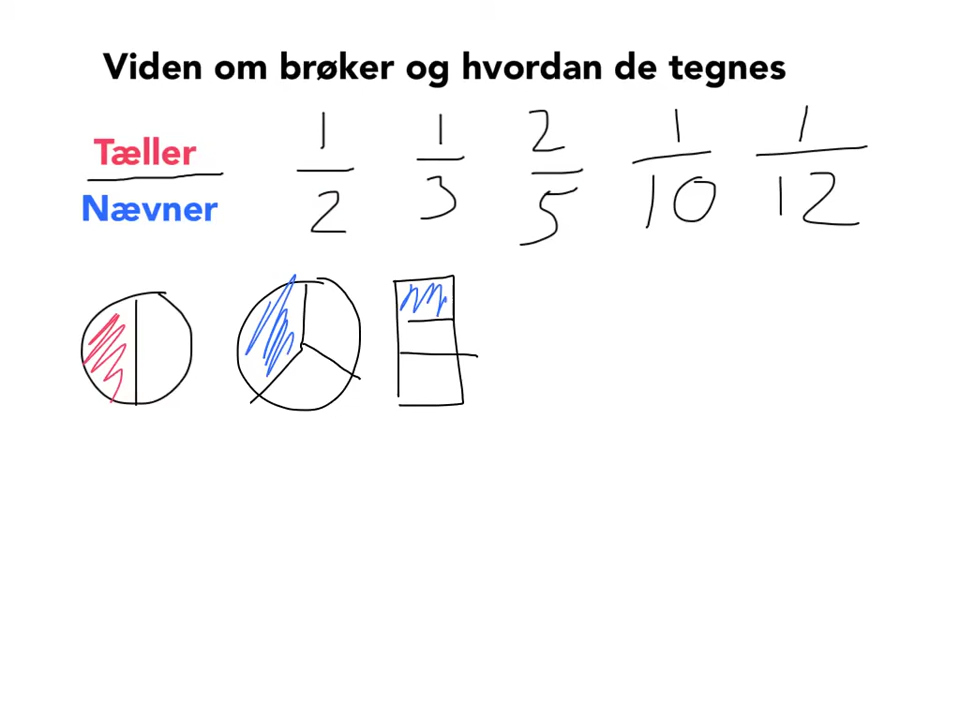 Viden om brøker og hvordan de tegnes
Tæller
Nævner
1/2 1/3 2/5 1/10 1/12